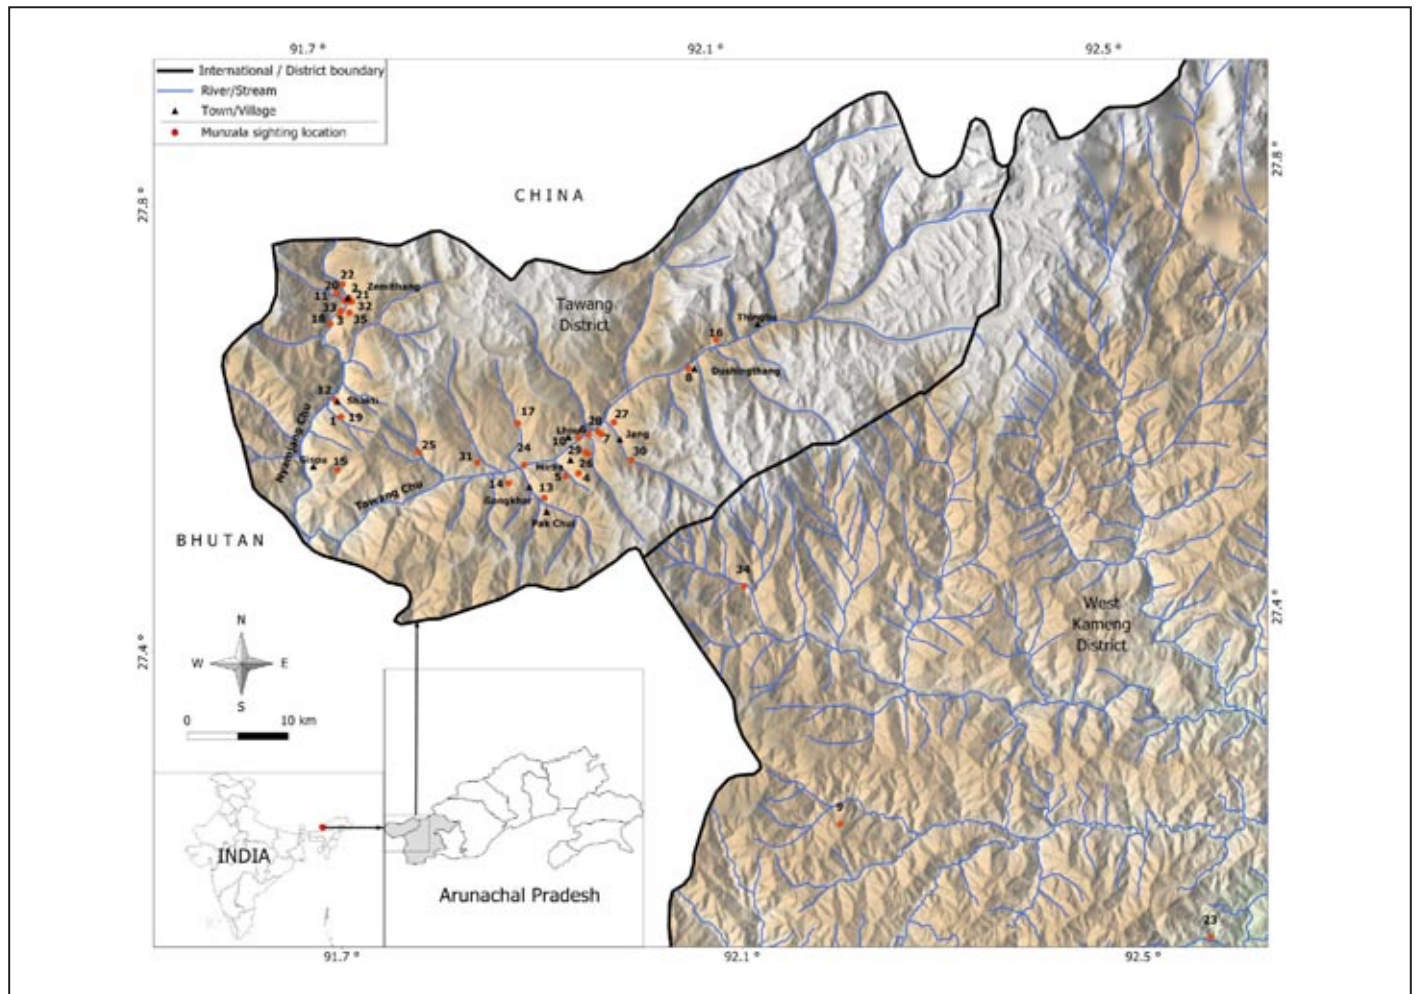 91.7 °
92.1 °
92.5 °
International / District boundary
River/Stream
Town/Village
Munzala sighting location
27.8 °
27.8 °
CHINA
22
20
2
Zemithang
11
21
33
32
18
3
35
Tawang
District
Thingbu
16
8
Dushingthang
12
Shakti
1
19
17
28
27
Lhou
6
10
7
Jang
Nyamjang Chu
25
31
24
29
30
Gispu
15
26
5
4
Tawang Chu
14
13
Gongkhar
Pak Chui
BHUTAN
34
West
Kameng
District
27.4 °
27.4 °
N
W
E
S
0
10 km
9
INDIA
Arunachal Pradesh
23
91.7 °
92.1 °
92.5 °